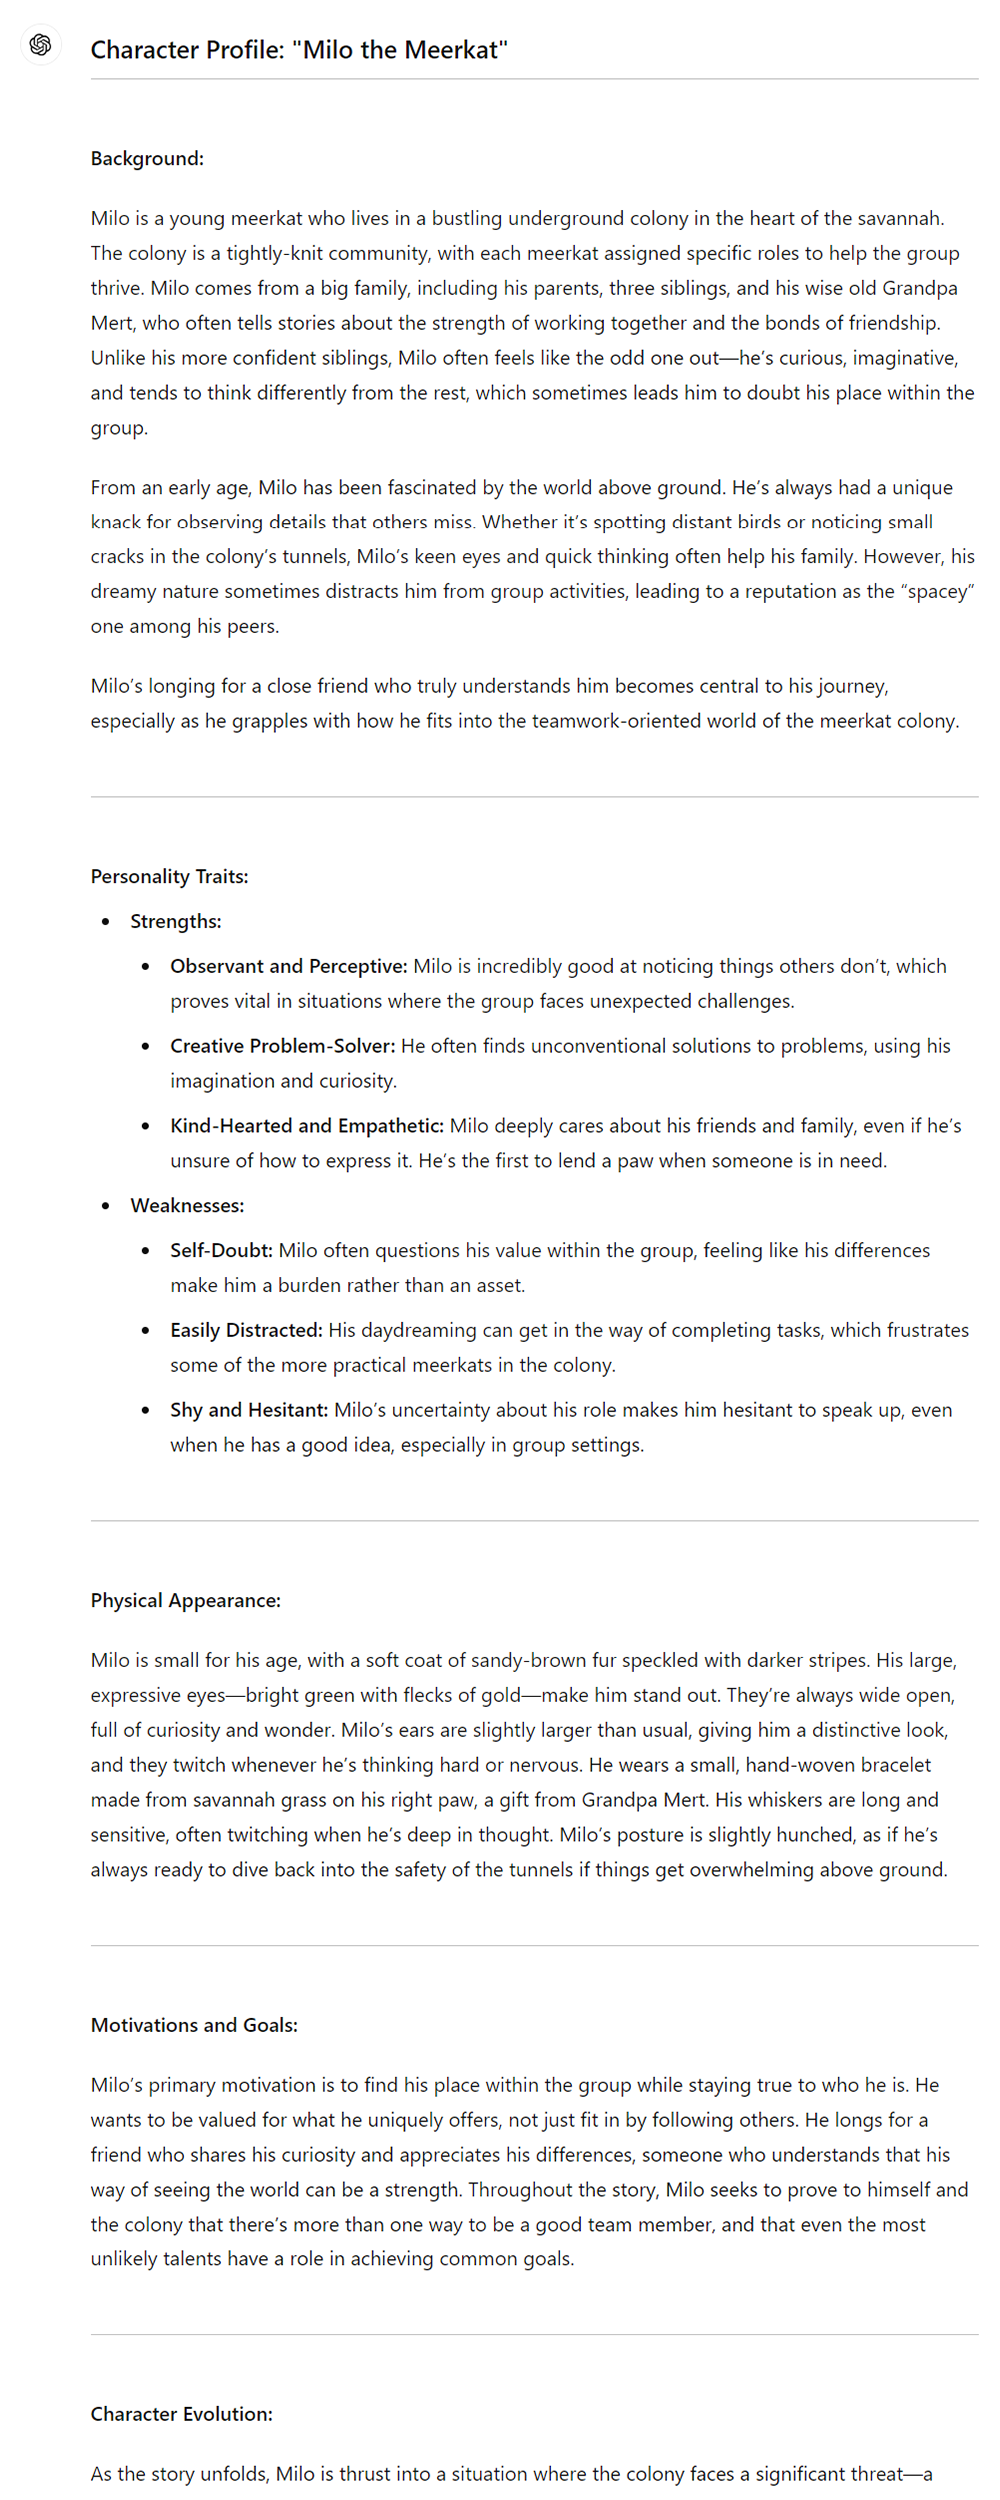 Character Profile: "Milo the Meerkat"
Background:
Milo is a young meerkat who lives in a bustling underground colony in the heart of the savannah.
The colony is a tightly-knit community, with each meerkat assigned specific roles to help the group
thrive. Milo comes from a big family, including his parents, three siblings, and his wise old Grandpa
Mert, who often tells stories about the strength of working together and the bonds of friendship.
Unlike his more confident siblings, Milo often feels like the odd one out—he’s curious, imaginative,
and tends to think differently from the rest, which sometimes leads him to doubt his place within the
group.
From an early age, Milo has been fascinated by the world above ground. He’s always had a unique
knack for observing details that others miss. Whether it’s spotting distant birds or noticing small
cracks in the colony’s tunnels, Milo’s keen eyes and quick thinking often help his family. However, his
dreamy nature sometimes distracts him from group activities, leading to a reputation as the “spacey”
one among his peers.
Milo’s longing for a close friend who truly understands him becomes central to his journey,
especially as he grapples with how he fits into the teamwork-oriented world of the meerkat colony.
Personality Traits:
• Strengths:
• Observant and Perceptive: Milo is incredibly good at noticing things others don’t, which
proves vital in situations where the group faces unexpected challenges.
• Creative Problem-Solver: He often finds unconventional solutions to problems, using his
imagination and curiosity.
• Kind-Hearted and Empathetic: Milo deeply cares about his friends and family, even if he’s
unsure of how to express it. He’s the first to lend a paw when someone is in need.
• Weaknesses:
• Self-Doubt: Milo often questions his value within the group, feeling like his differences
make him a burden rather than an asset.
• Easily Distracted: His daydreaming can get in the way of completing tasks, which frustrates
some of the more practical meerkats in the colony.
• Shy and Hesitant: Milo’s uncertainty about his role makes him hesitant to speak up, even
when he has a good idea, especially in group settings.
Physical Appearance:
Milo is small for his age, with a soft coat of sandy-brown fur speckled with darker stripes. His large,
expressive eyes—bright green with flecks of gold—make him stand out. They’re always wide open,
full of curiosity and wonder. Milo’s ears are slightly larger than usual, giving him a distinctive look,
and they twitch whenever he’s thinking hard or nervous. He wears a small, hand-woven bracelet
made from savannah grass on his right paw, a gift from Grandpa Mert. His whiskers are long and
sensitive, often twitching when he’s deep in thought. Milo’s posture is slightly hunched, as if he’s
always ready to dive back into the safety of the tunnels if things get overwhelming above ground.
Motivations and Goals:
Milo’s primary motivation is to find his place within the group while staying true to who he is. He
wants to be valued for what he uniquely offers, not just fit in by following others. He longs for a
friend who shares his curiosity and appreciates his differences, someone who understands that his
way of seeing the world can be a strength. Throughout the story, Milo seeks to prove to himself and
the colony that there’s more than one way to be a good team member, and that even the most
unlikely talents have a role in achieving common goals.
Character Evolution:
As the story unfolds, Milo is thrust into a situation where the colony faces a significant threat—a